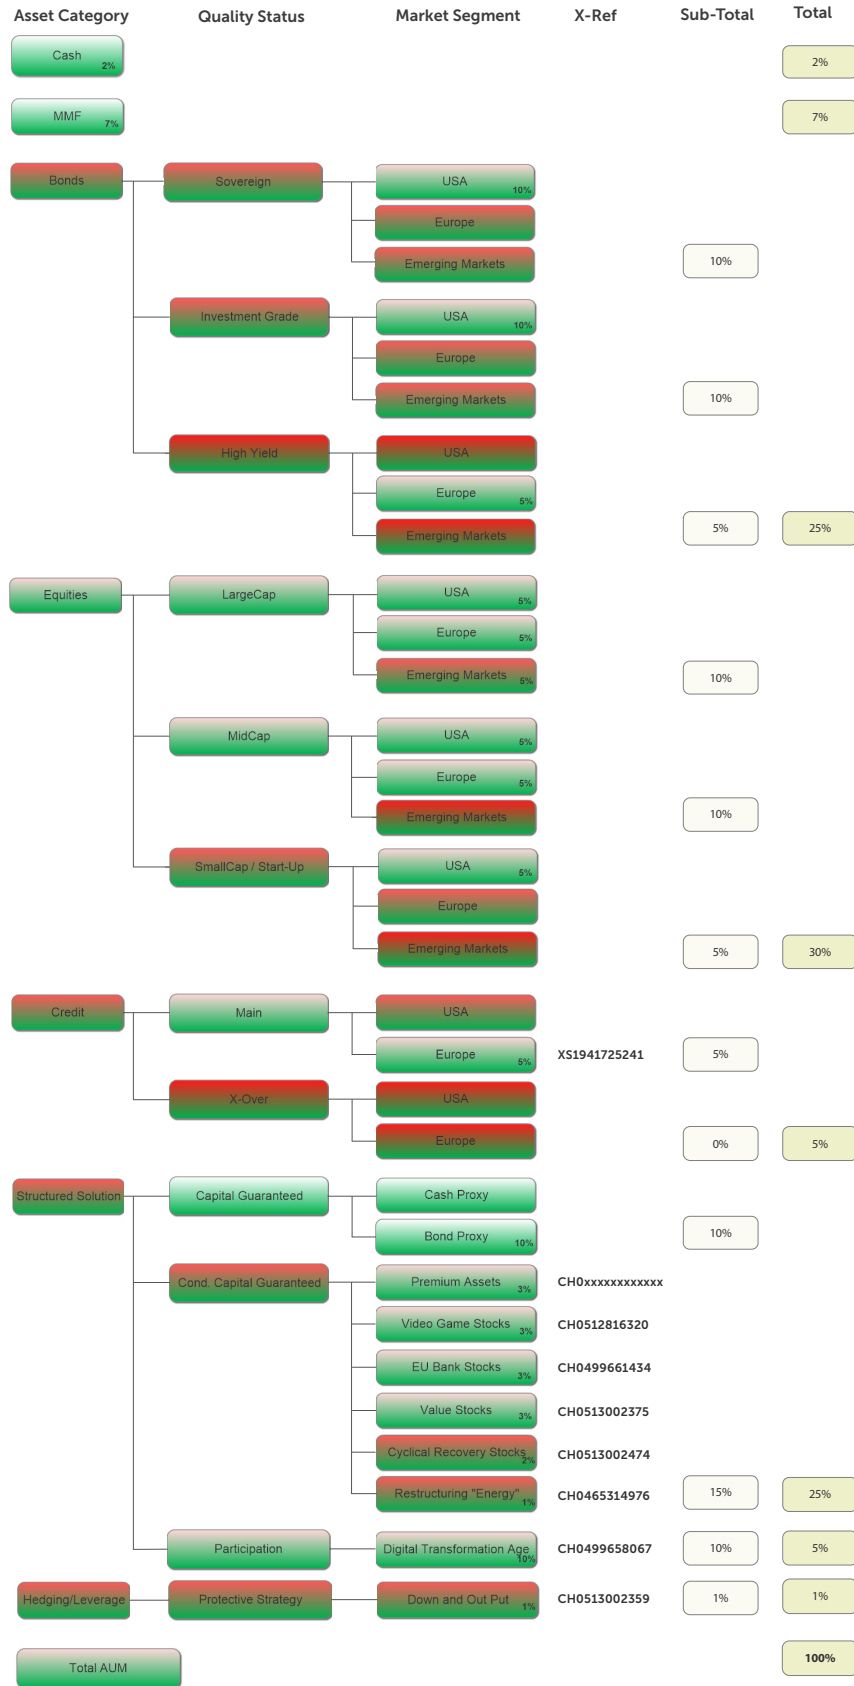 Asset Category Quality Status Market Segment X-Ref Sub-Total Total
Cash 2% 2%
MMF 7% 7%
Bonds Sovereign USA 10%
Europe
Emerging Markets 10%
Investment Grade USA 10%
Europe
Emerging Markets 10%
High Yield USA
Europe 5%
Emerging Markets 5% 25%
Equities LargeCap USA 5%
Europe 5%
Emerging Markets 5% 10%
MidCap USA 5%
Europe 5%
Emerging Markets 10%
SmallCap / Start-Up USA 5%
Europe
Emerging Markets 5% 30%
Credit Main USA
Europe 5% XS1941725241 5%
X-Over USA
Europe 0% 5%
Structured Solution Capital Guaranteed Cash Proxy
Bond Proxy 10% 10%
Cond. Capital Guaranteed Premium Assets 3% CH0xxxxxxxxxxxx
Video Game Stocks 3% CH0512816320
EU Bank Stocks 3% CH0499661434
Value Stocks 3% CH0513002375
Cyclical Recovery Stocks 2% CH0513002474
Restructuring "Energy" 1% CH0465314976 15% 25%
Participation Digital Transformation Age 10% CH0499658067 10% 5%
Hedging/Leverage Protective Strategy Down and Out Put 1% CH0513002359 1% 1%
Total AUM 100%